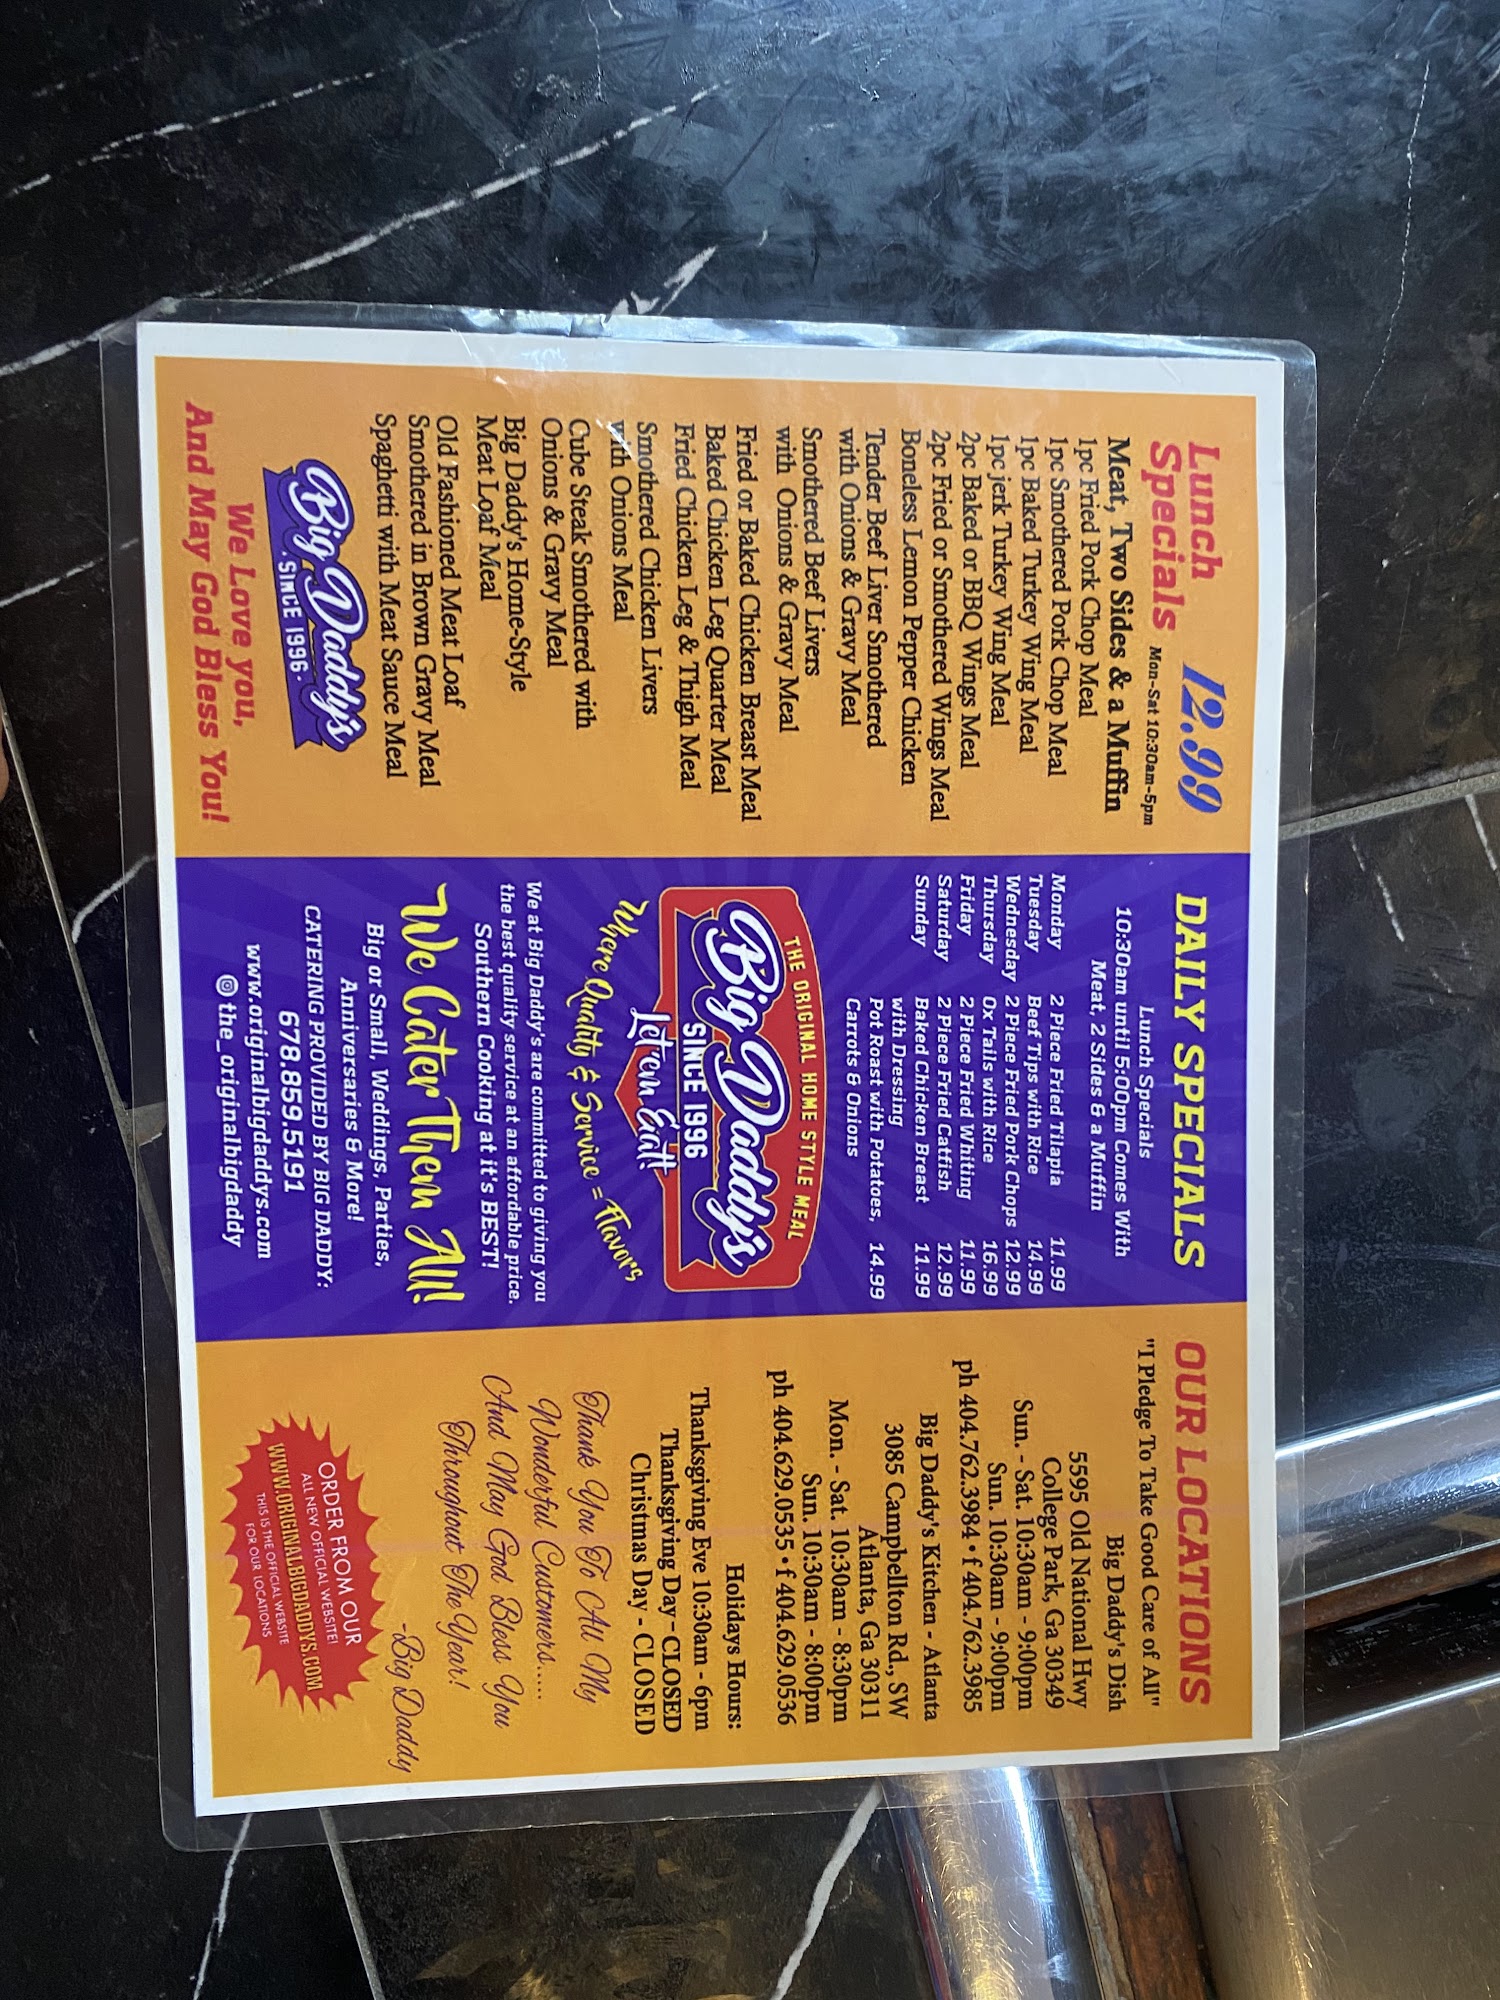 Lunch
Specials
12.99
Mon-Sat 10:30am-5pm
Meat, Two Sides & a Muffin
1pc Fried Pork Chop Meal
1pc Smothered Pork Chop Meal
1pc Baked Turkey Wing Meal
1pc jerk Turkey Wing Meal
2pc Baked or BBQ Wings Meal
2pc Fried or Smothered Wings Meal
Boneless Lemon Pepper Chicken
Tender Beef Liver Smothered
with Onions & Gravy Meal
Smothered Beef Livers
with Onions & Gravy Meal
Fried or Baked Chicken Breast Meal
Baked Chicken Leg Quarter Meal
Fried Chicken Leg & Thigh Meal
Smothered Chicken Livers
with Onions Meal
Cube Steak Smothered with
Onions & Gravy Meal
Big Daddy's Home-Style
Meat Loaf Meal
Old Fashioned Meat Loaf
Smothered in Brown Gravy Meal
Spaghetti with Meat Sauce Meal
Big Daddy's
·SINCE 1996·
We Love you,
And May God Bless You!
DAILY SPECIALS
Lunch Specials
10:30am until 5:00pm Comes With
Meat, 2 Sides & a Muffin
Monday 2 Piece Fried Tilapia 11.99
Tuesday Beef Tips with Rice 14.99
Wednesday 2 Piece Fried Pork Chops 12.99
Thursday Ox Tails with Rice 16.99
Friday 2 Piece Fried Whiting 11.99
Saturday 2 Piece Fried Catfish 12.99
Sunday Baked Chicken Breast 11.99
with Dressing
Pot Roast with Potatoes, 14.99
Carrots & Onions
THE ORIGINAL HOME STYLE MEAL
Big Daddy's
SINCE 1996
Let'em Eat!
Where Quality & Service = Flavors
We at Big Daddy's are committed to giving you
the best quality service at an affordable price.
Southern Cooking at it's BEST!
We Cater Them All!
Big or Small, Weddings, Parties,
Anniversaries & More!
CATERING PROVIDED BY BIG DADDY:
678.859.5191
www.originalbigdaddys.com
the_originalbigdaddy
OUR LOCATIONS
"I Pledge To Take Good Care of All"
Big Daddy's Dish
5595 Old National Hwy
College Park, Ga 30349
Sun. - Sat. 10:30am - 9:00pm
Sun. 10:30am - 9:00pm
ph 404.762.3984 • f 404.762.3985
Big Daddy's Kitchen - Atlanta
3085 Campbellton Rd., SW
Atlanta, Ga 30311
Mon. - Sat. 10:30am - 8:30pm
Sun. 10:30am - 8:00pm
ph 404.629.0535 • f 404.629.0536
Holidays Hours:
Thanksgiving Eve 10:30am - 6pm
Thanksgiving Day - CLOSED
Christmas Day - CLOSED
Thank You To All My
Wonderful Customers.....
And May God Bless You
Throughout The Year!
-Big Daddy
ORDER FROM OUR
ALL NEW OFFICIAL WEBSITE!
WWW.ORIGINALBIGDADDYS.COM
THIS IS THE OFFICIAL WEBSITE
FOR OUR LOCATIONS